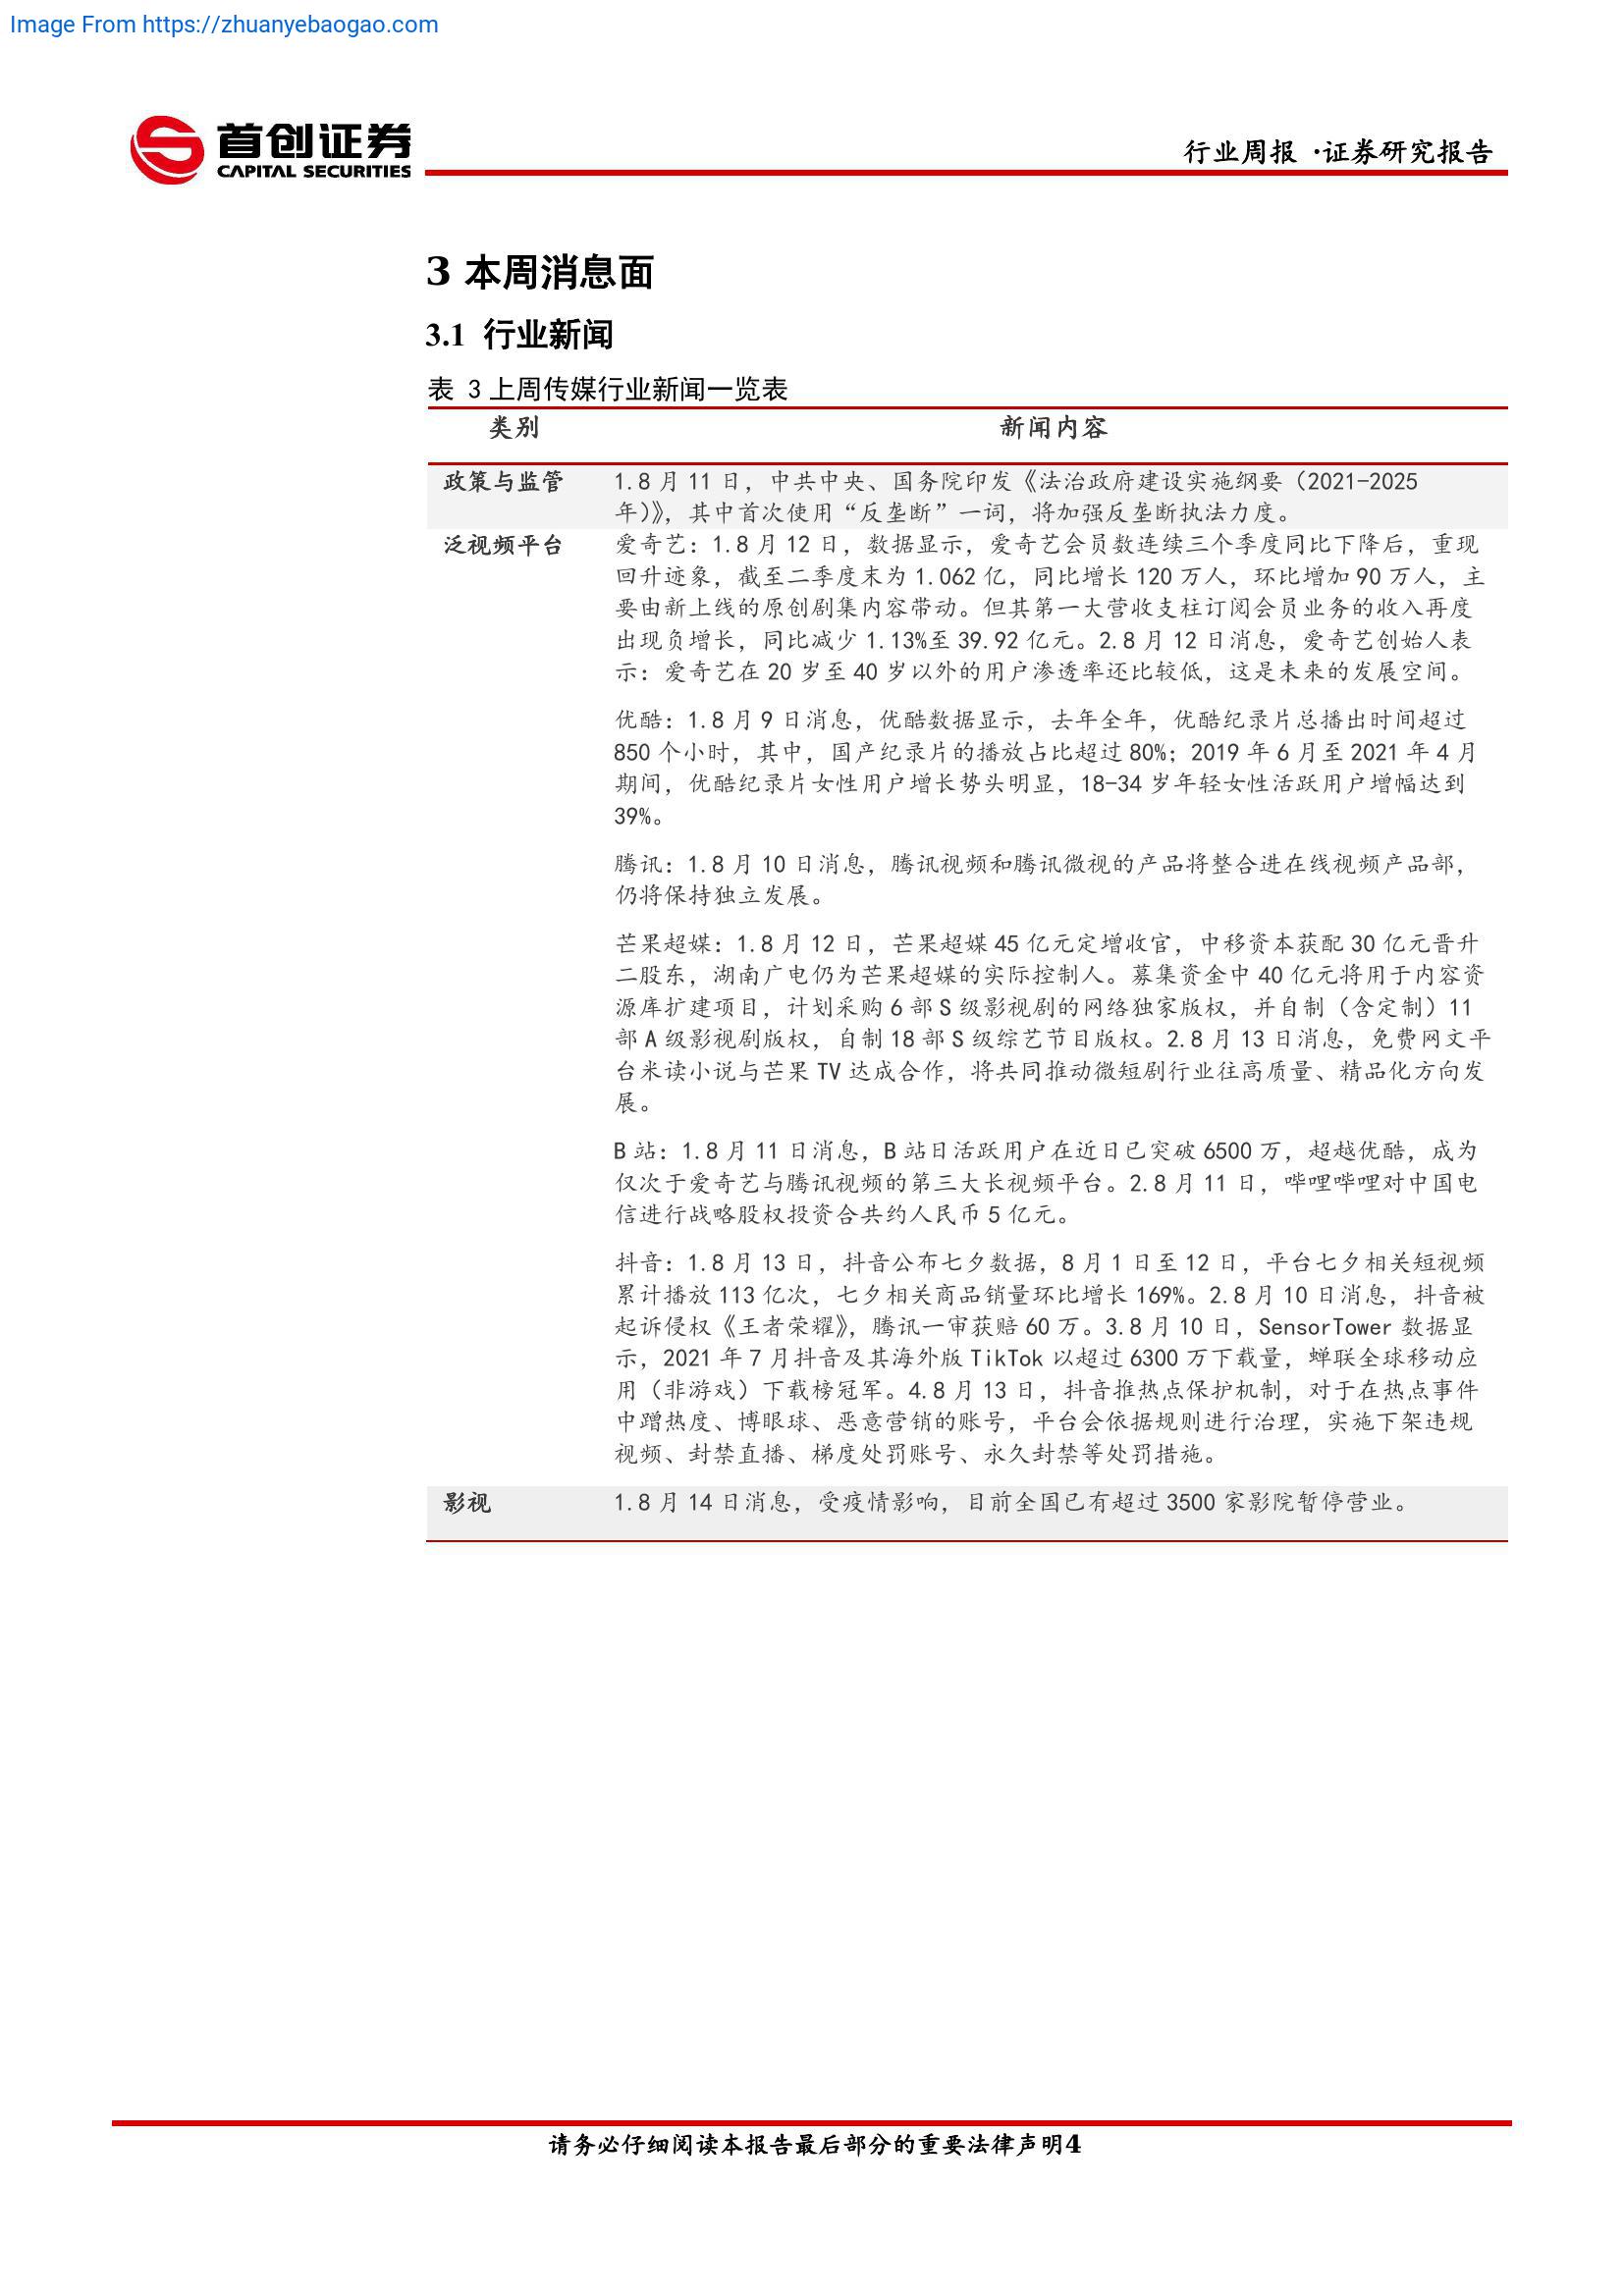 Image From https://zhuanyebaogao.com
首创证券
CAPITAL SECURITIES
行业周报 ·证券研究报告
3 本周消息面
3.1 行业新闻
表 3 上周传媒行业新闻一览表
类别 新闻内容
政策与监管 1.8 月 11 日，中共中央、国务院印发《法治政府建设实施纲要（2021-2025
年）》，其中首次使用“反垄断”一词，将加强反垄断执法力度。
泛视频平台 爱奇艺：1.8 月 12 日，数据显示，爱奇艺会员数连续三个季度同比下降后，重现
回升迹象，截至二季度末为 1.062 亿，同比增长 120 万人，环比增加 90 万人，主
要由新上线的原创剧集内容带动。但其第一大营收支柱订阅会员业务的收入再度
出现负增长，同比减少 1.13%至 39.92 亿元。2.8 月 12 日消息，爱奇艺创始人表
示：爱奇艺在 20 岁至 40 岁以外的用户渗透率还比较低，这是未来的发展空间。
优酷：1.8 月 9 日消息，优酷数据显示，去年全年，优酷纪录片总播出时间超过
850 个小时，其中，国产纪录片的播放占比超过 80%；2019 年 6 月至 2021 年 4 月
期间，优酷纪录片女性用户增长势头明显，18-34 岁年轻女性活跃用户增幅达到
39%。
腾讯：1.8 月 10 日消息，腾讯视频和腾讯微视的产品将整合进在线视频产品部，
仍将保持独立发展。
芒果超媒：1.8 月 12 日，芒果超媒 45 亿元定增收官，中移资本获配 30 亿元晋升
二股东，湖南广电仍为芒果超媒的实际控制人。募集资金中 40 亿元将用于内容资
源库扩建项目，计划采购 6 部 S 级影视剧的网络独家版权，并自制（含定制）11
部 A 级影视剧版权，自制 18 部 S 级综艺节目版权。2.8 月 13 日消息，免费网文平
台米读小说与芒果 TV 达成合作，将共同推动微短剧行业往高质量、精品化方向发
展。
B 站：1.8 月 11 日消息，B 站日活跃用户在近日已突破 6500 万，超越优酷，成为
仅次于爱奇艺与腾讯视频的第三大长视频平台。2.8 月 11 日，哔哩哔哩对中国电
信进行战略股权投资合共约人民币 5 亿元。
抖音：1.8 月 13 日，抖音公布七夕数据，8 月 1 日至 12 日，平台七夕相关短视频
累计播放 113 亿次，七夕相关商品销量环比增长 169%。2.8 月 10 日消息，抖音被
起诉侵权《王者荣耀》，腾讯一审获赔 60 万。3.8 月 10 日，SensorTower 数据显
示，2021 年 7 月抖音及其海外版 TikTok 以超过 6300 万下载量，蝉联全球移动应
用（非游戏）下载榜冠军。4.8 月 13 日，抖音推热点保护机制，对于在热点事件
中蹭热度、博眼球、恶意营销的账号，平台会依据规则进行治理，实施下架违规
视频、封禁直播、梯度处罚账号、永久封禁等处罚措施。
影视 1.8 月 14 日消息，受疫情影响，目前全国已有超过 3500 家影院暂停营业。
请务必仔细阅读本报告最后部分的重要法律声明4